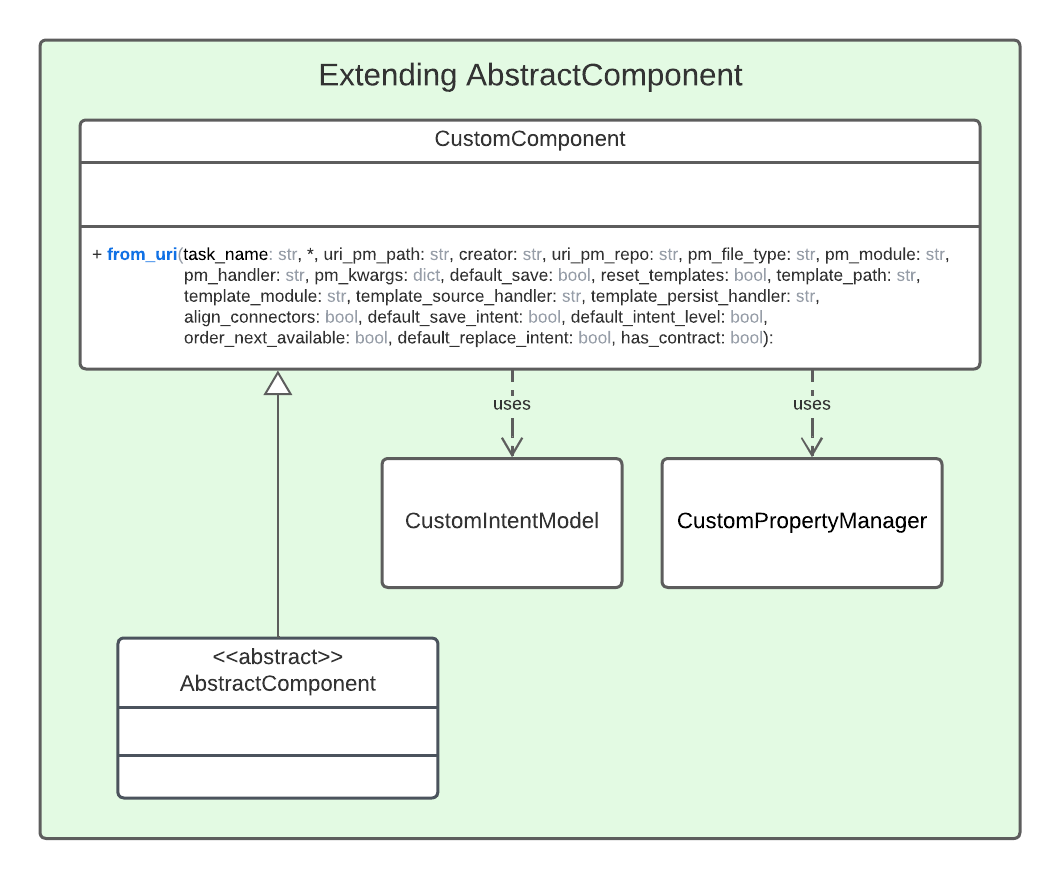 Extending AbstractComponent
CustomComponent
+ from_uri(task_name: str, *, uri_pm_path: str, creator: str, uri_pm_repo: str, pm_file_type: str, pm_module: str,
pm_handler: str, pm_kwargs: dict, default_save: bool, reset_templates: bool, template_path: str,
template_module: str, template_source_handler: str, template_persist_handler: str,
align_connectors: bool, default_save_intent: bool, default_intent_level: bool,
order_next_available: bool, default_replace_intent: bool, has_contract: bool):
uses
uses
CustomIntentModel
CustomPropertyManager
<<abstract>>
AbstractComponent